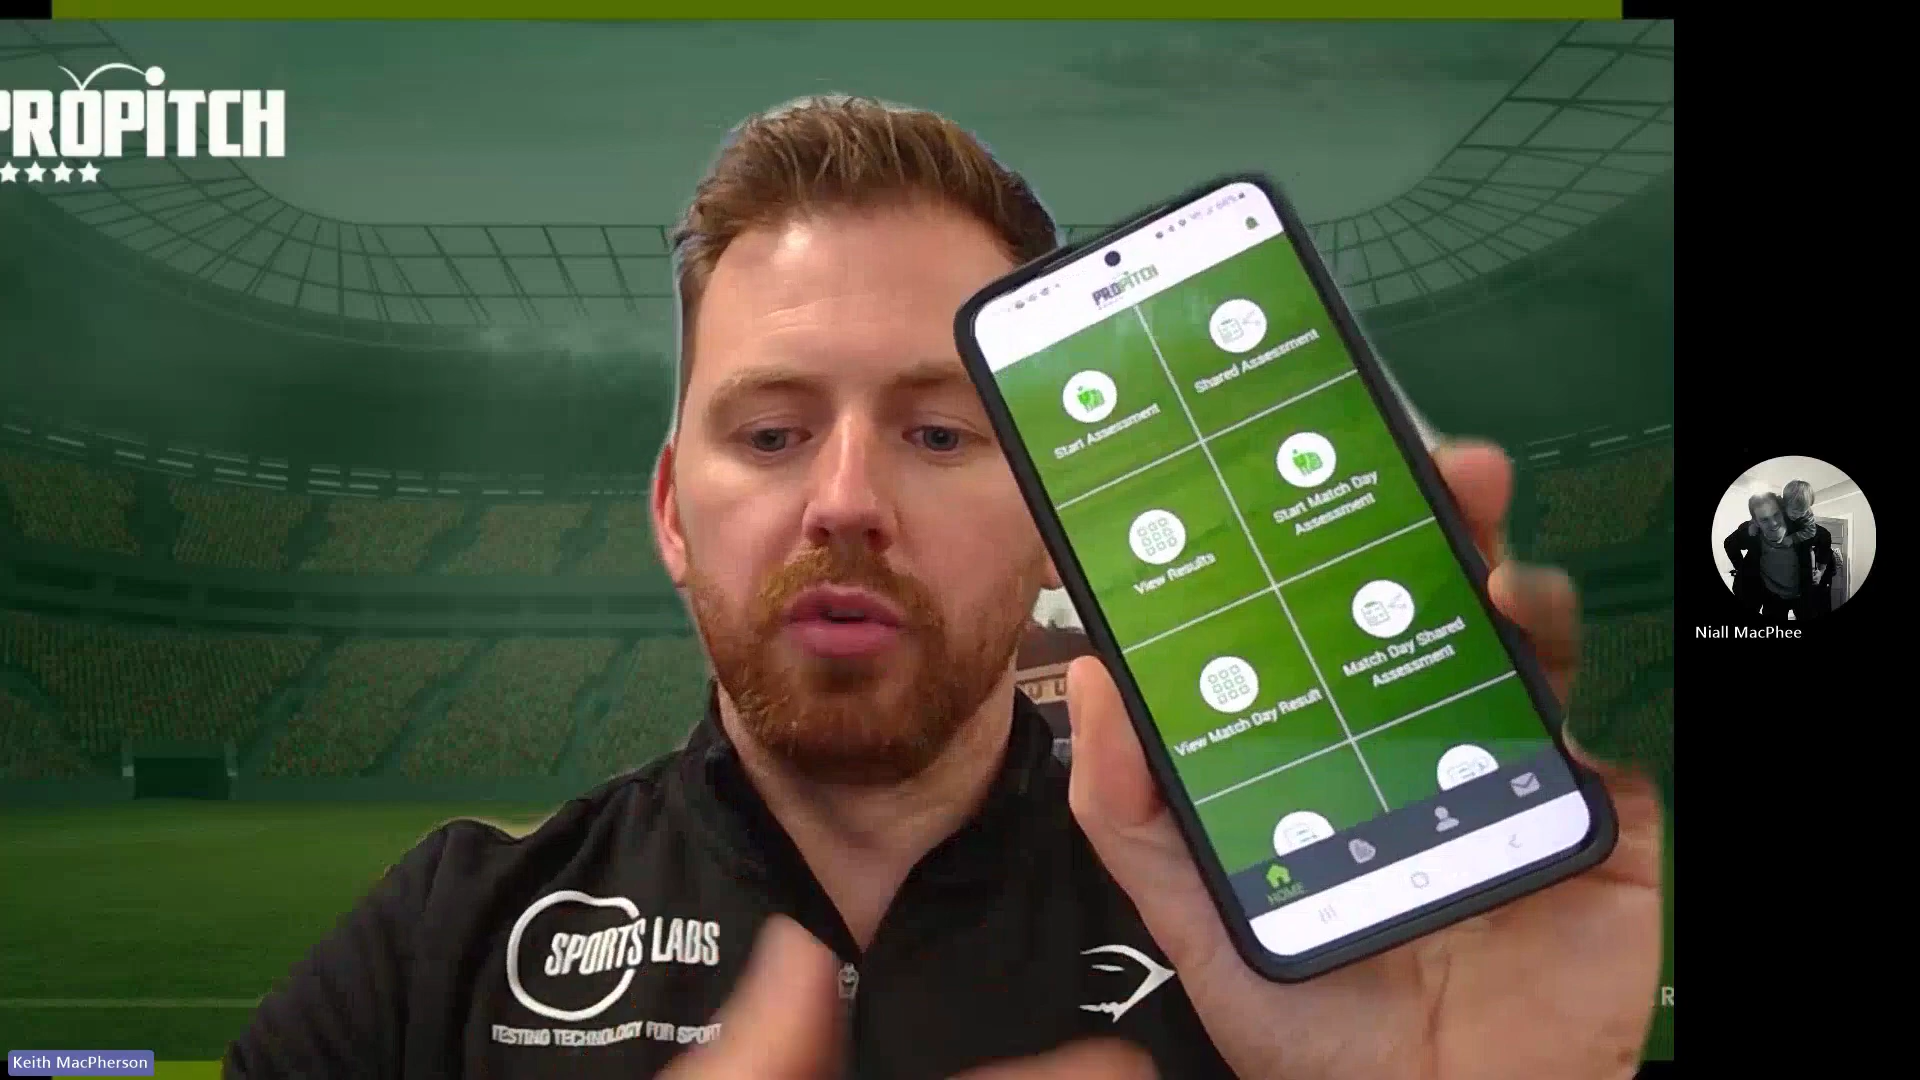 PROPITCH
PROPITCH
Start Assessment
Shared Assessment
View Results
Start Match Day
Assessment
View Match Day Result
Match Day Shared
Assessment
HOME
SPORTS LABS
TESTING TECHNOLOGY FOR SPORT
Niall MacPhee
Keith MacPherson